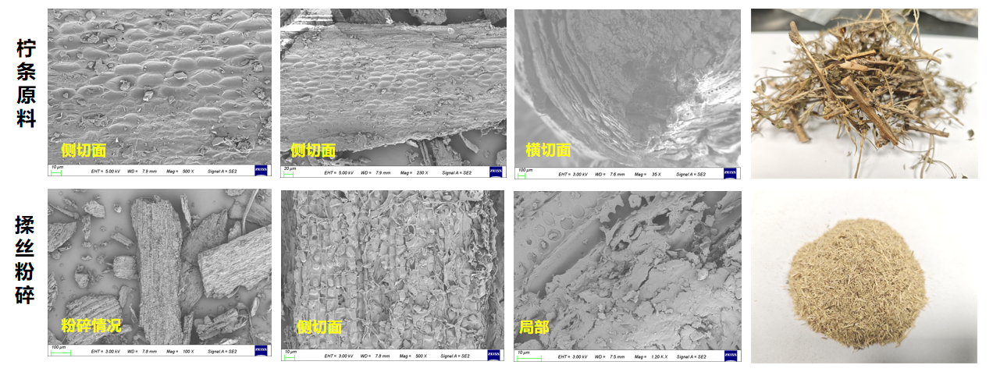 柠条原料
侧切面
10 μm
EHT = 5.00 kV WD = 7.9 mm Mag = 500 X Signal A = SE2
ZEISS
侧切面
20 μm
EHT = 5.00 kV WD = 7.9 mm Mag = 230 X Signal A = SE2
ZEISS
横切面
100 μm
EHT = 3.00 kV WD = 7.6 mm Mag = 35 X Signal A = SE2
ZEISS
揉丝粉碎
粉碎情况
100 μm
EHT = 3.00 kV WD = 7.8 mm Mag = 100 X Signal A = SE2
ZEISS
侧切面
10 μm
EHT = 3.00 kV WD = 7.8 mm Mag = 500 X Signal A = SE2
ZEISS
局部
10 μm
EHT = 3.00 kV WD = 7.5 mm Mag = 1.20 K X Signal A = SE2
ZEISS